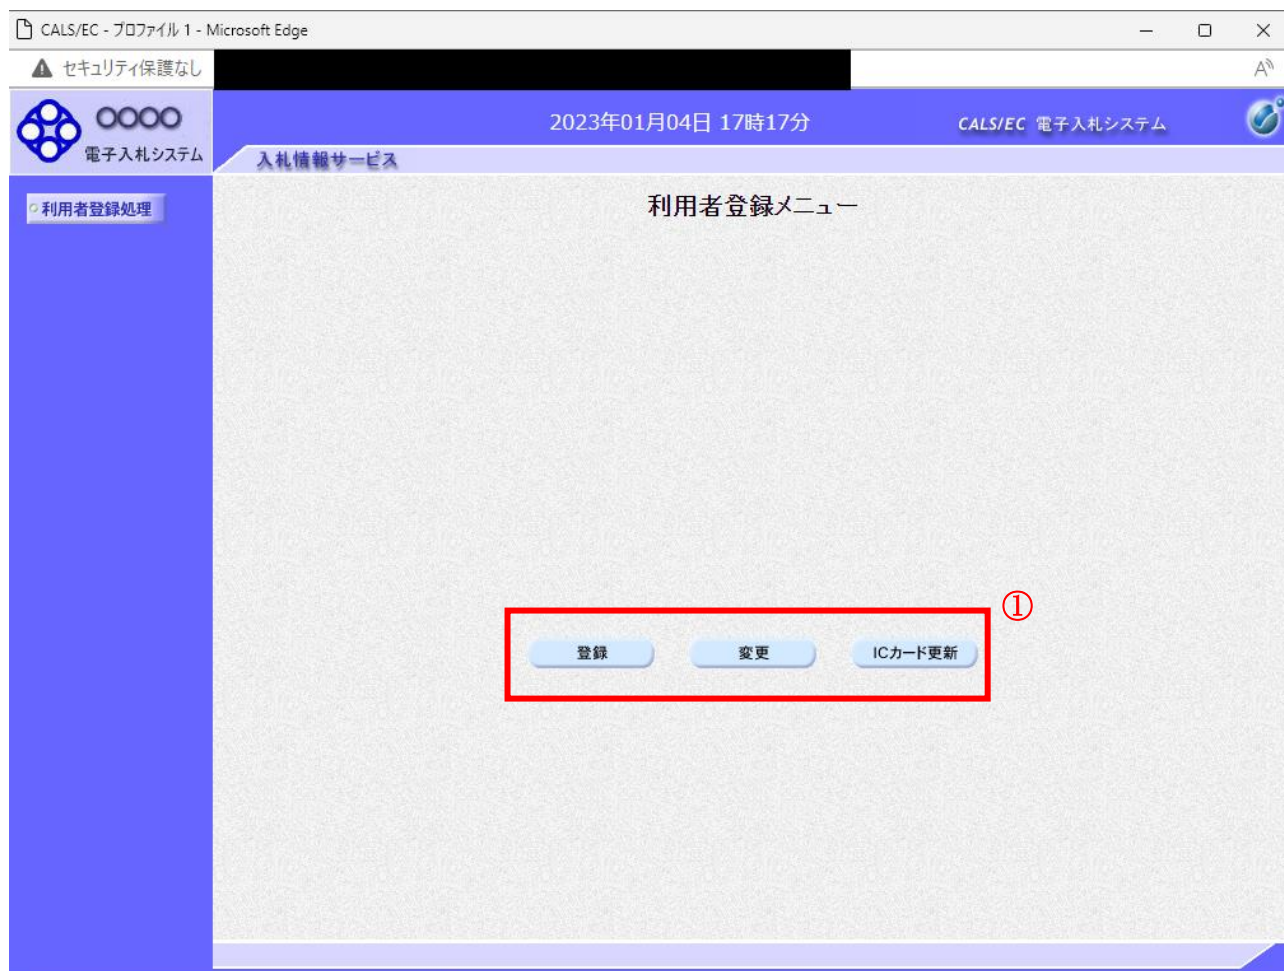 CALS/EC - プロファイル 1 - Microsoft Edge
セキュリティ保護なし
○○○○
電子入札システム
2023年01月04日 17時17分
CALS/EC 電子入札システム
入札情報サービス
利用者登録処理
利用者登録メニュー
①
登録 変更 ICカード更新